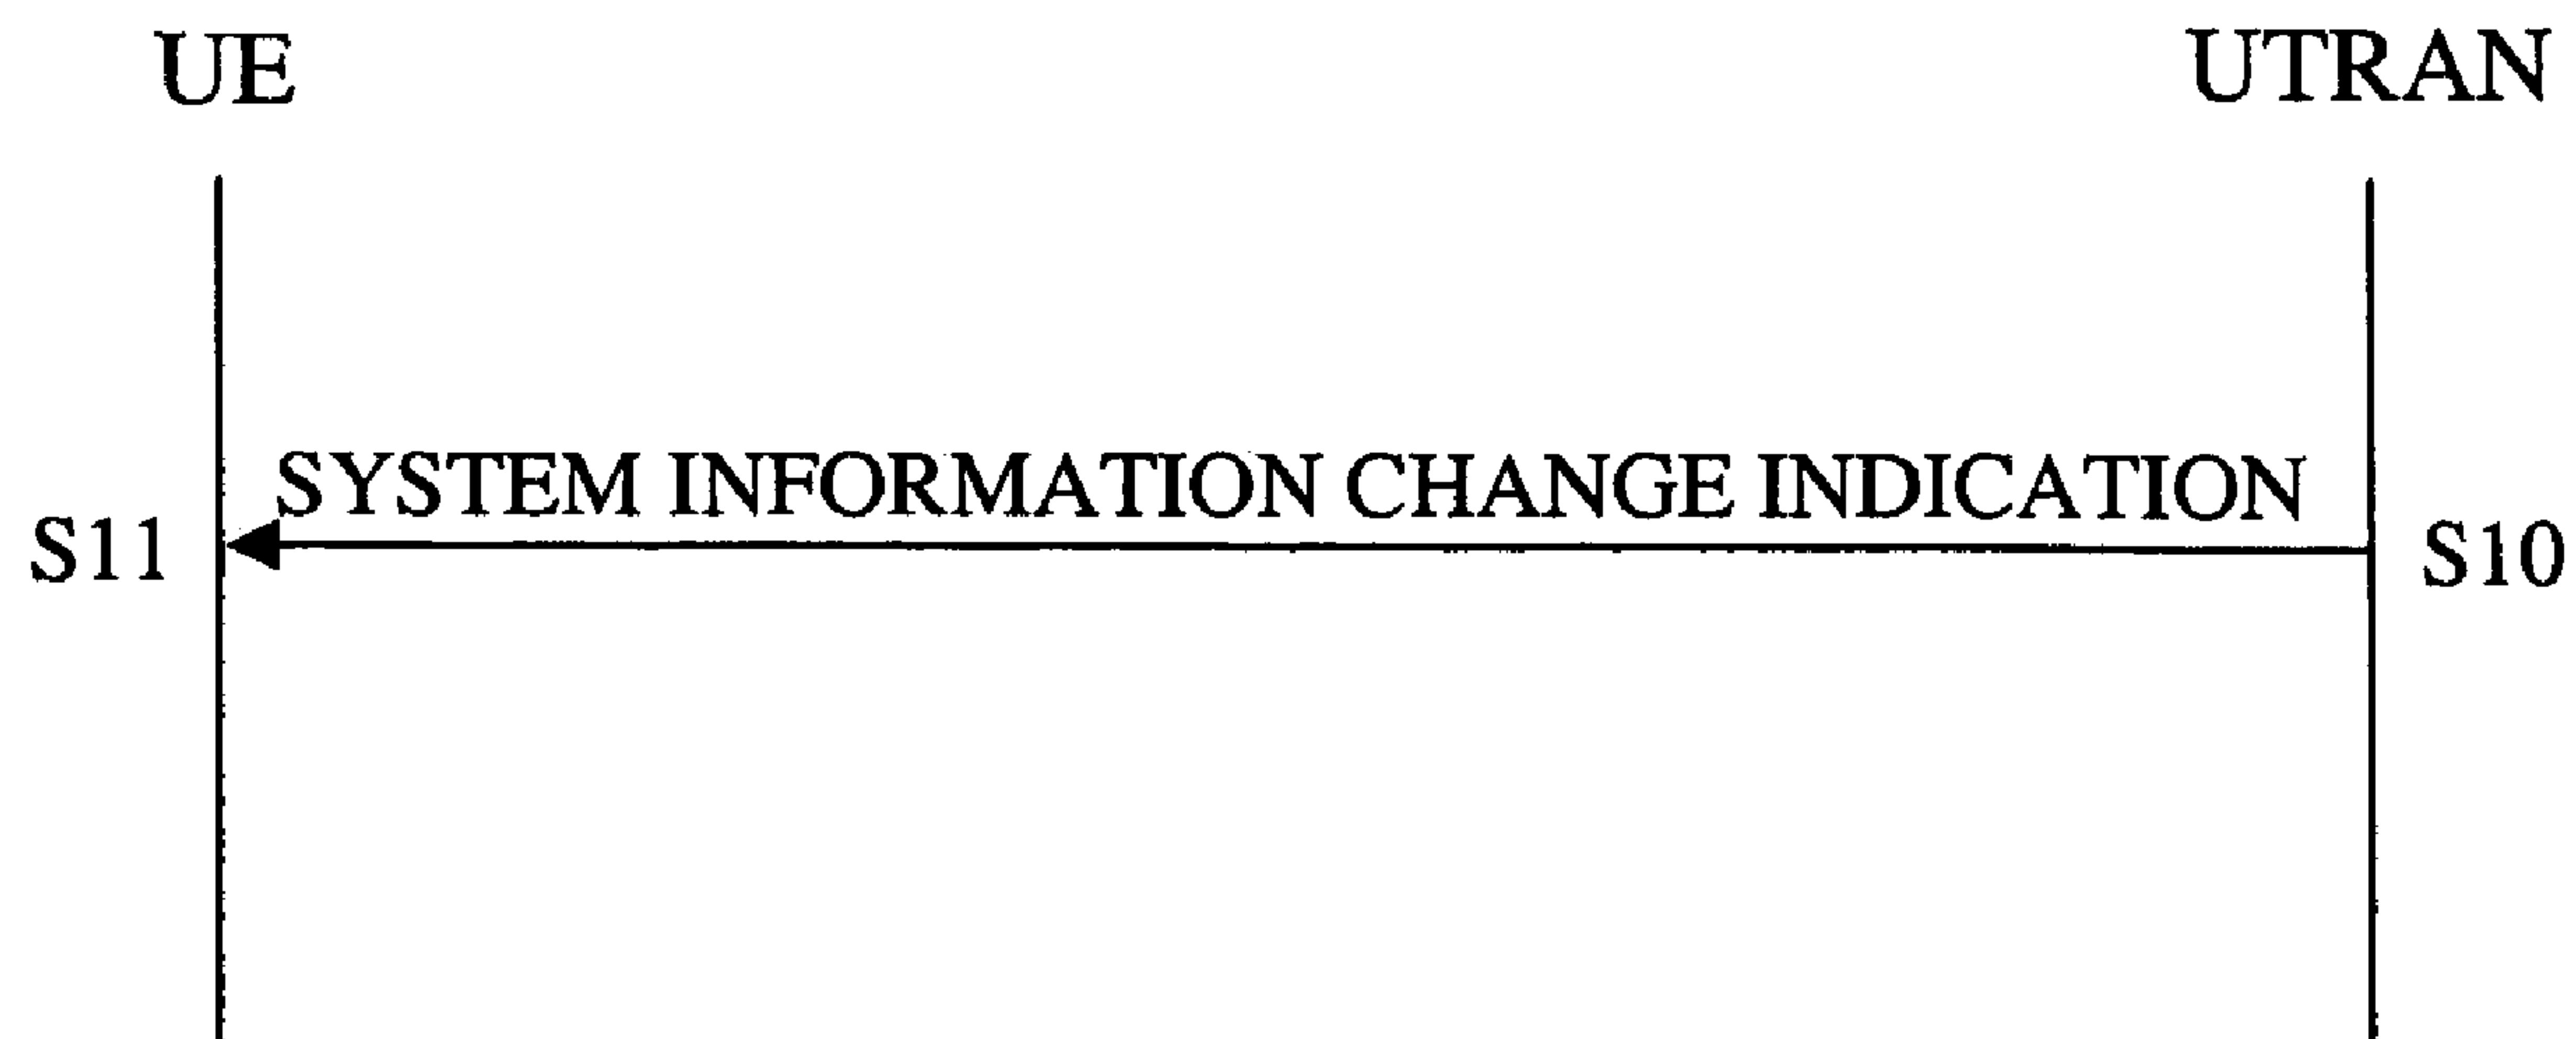 UE
UTRAN
SYSTEM INFORMATION CHANGE INDICATION
S11
S10